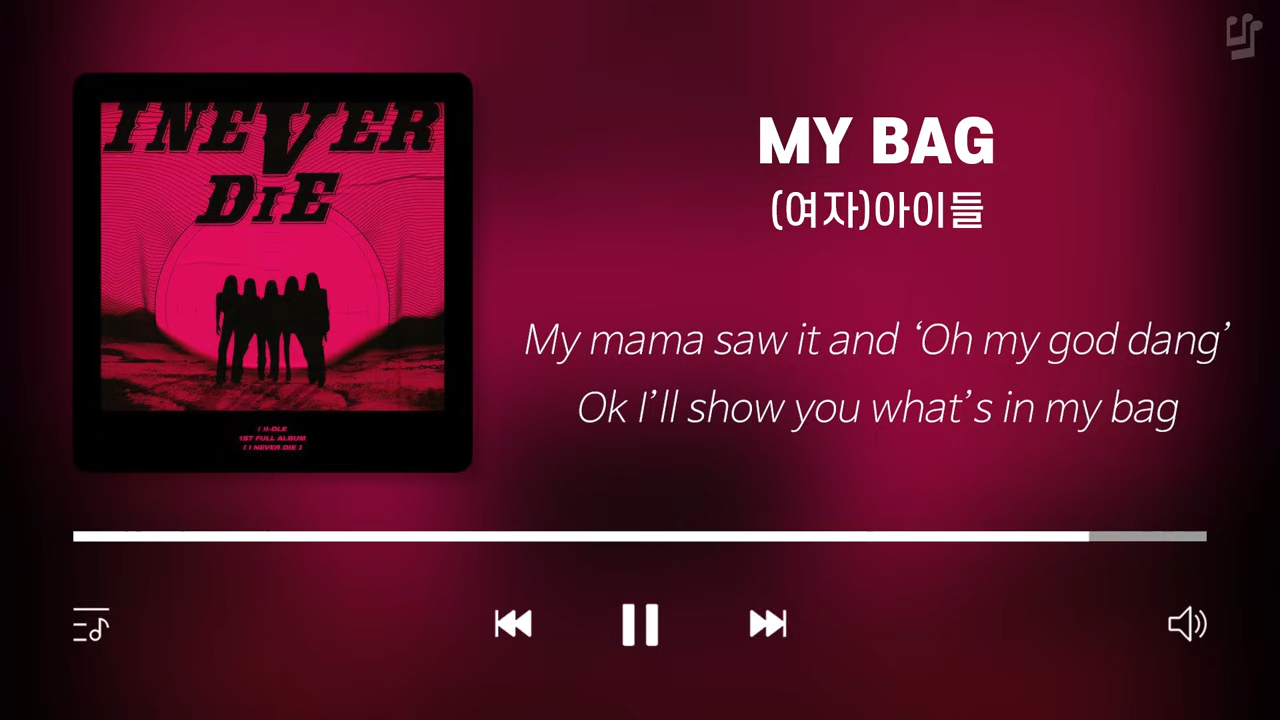 I NEVER
DIE
( )I-DLE
1ST FULL ALBUM
[ I NEVER DIE ]
MY BAG
(여자)아이들
My mama saw it and ‘Oh my god dang’
Ok I’ll show you what’s in my bag